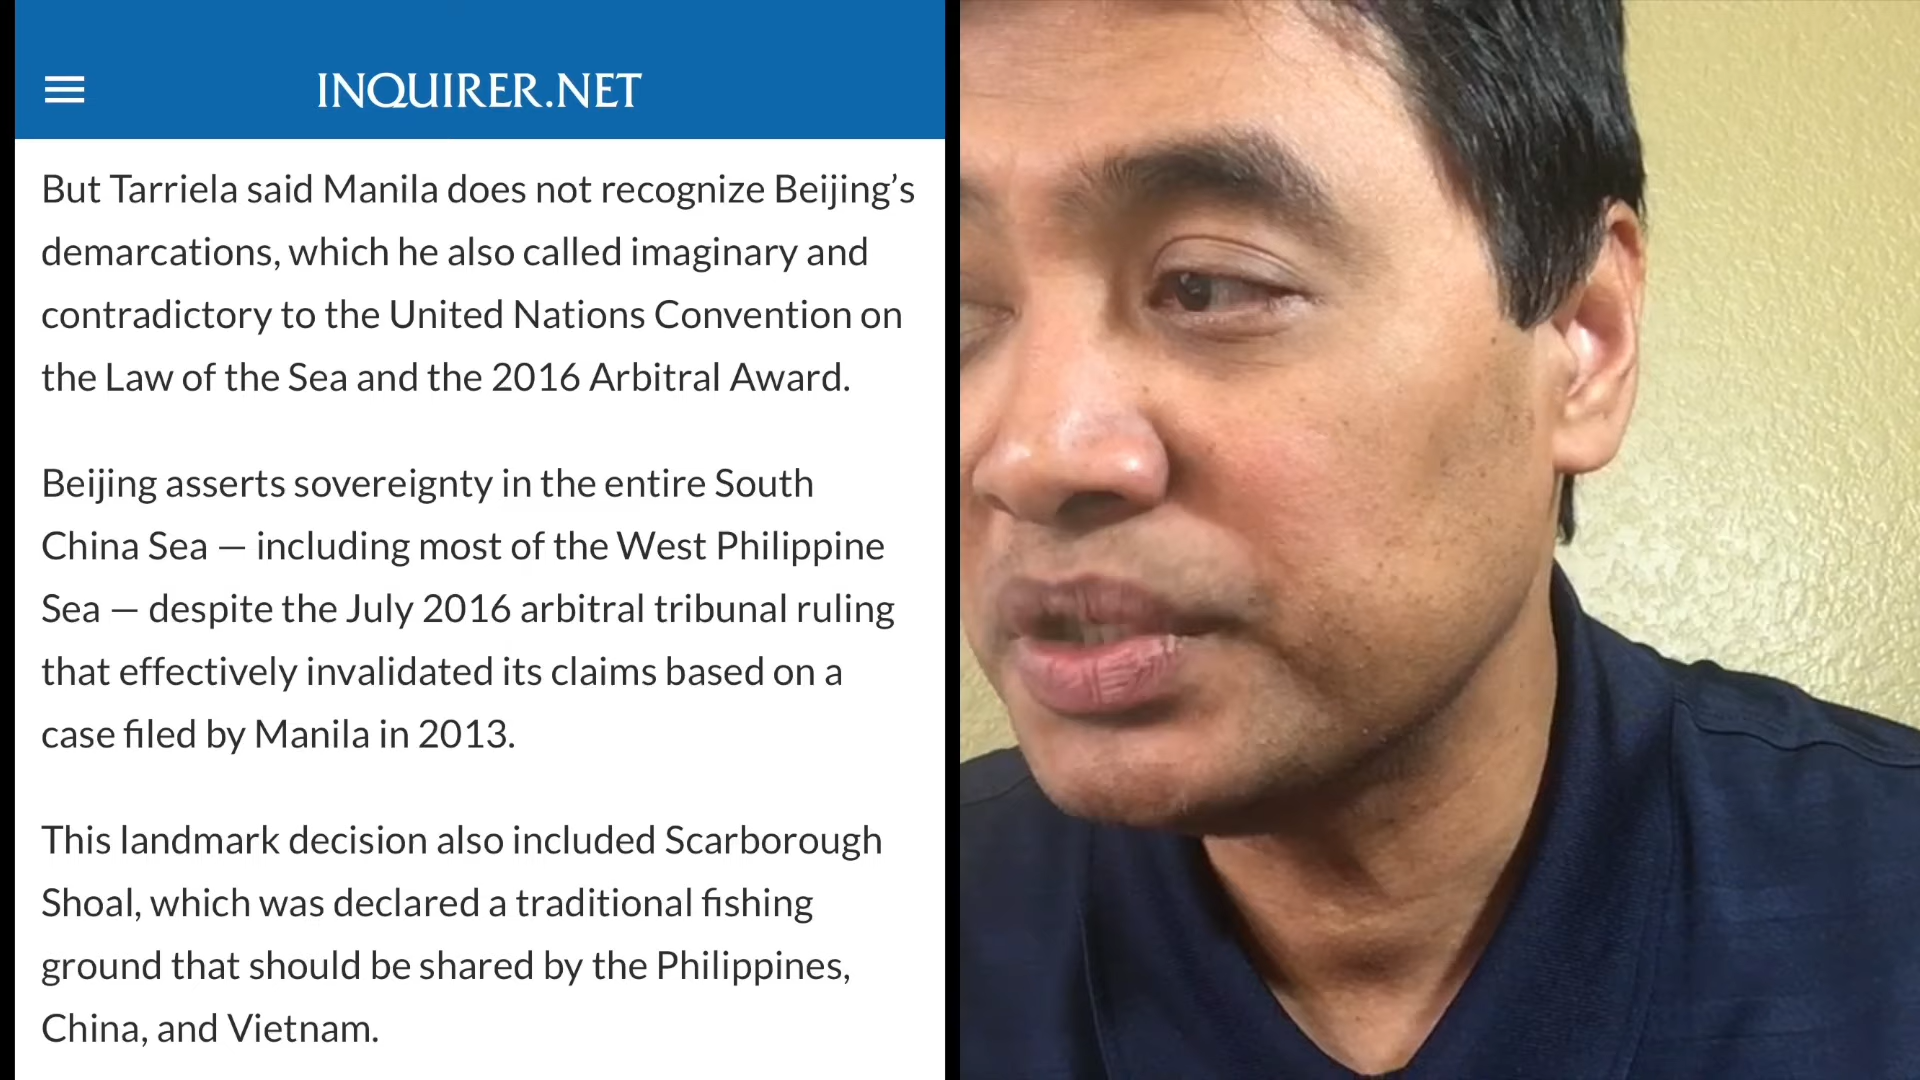 INQUIRER.NET
But Tarriela said Manila does not recognize Beijing’s
demarcations, which he also called imaginary and
contradictory to the United Nations Convention on
the Law of the Sea and the 2016 Arbitral Award.
Beijing asserts sovereignty in the entire South
China Sea — including most of the West Philippine
Sea — despite the July 2016 arbitral tribunal ruling
that effectively invalidated its claims based on a
case filed by Manila in 2013.
This landmark decision also included Scarborough
Shoal, which was declared a traditional fishing
ground that should be shared by the Philippines,
China, and Vietnam.